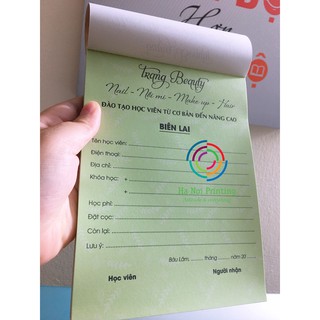 Trang Beauty
Nail - Nối mi - Make up - Hair
ĐÀO TẠO HỌC VIÊN TỪ CƠ BẢN ĐẾN NÂNG CAO
BIÊN LAI
Tên học viên:
Điện thoại:
Địa chỉ:
Khóa học: +
+
Ha Noi Printing
Học phí:
Đặt cọc:
Còn lại:
Lưu ý:
Bàu Lâm, ...... tháng ...... năm 20 ......
Học viên Người nhận